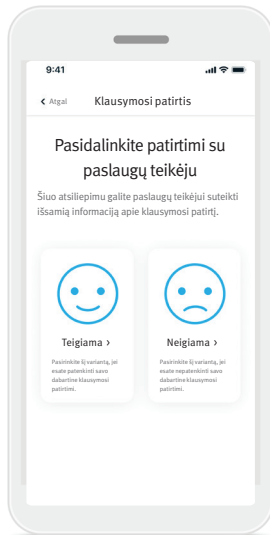 9:41
Atgal Klausymosi patirtis
Pasidalinkite patirtimi su
paslaugų teikėju
Šiuo atsiliepimu galite paslaugų teikėjui suteikti
išsamią informaciją apie klausymosi patirtį.
Teigiama ›
Pasirinkite šį variantą, jei
esate patenkinti savo
dabartine klausymosi
patirtimi.
Neigiama ›
Pasirinkite šį variantą, jei
esate nepatenkinti savo
dabartine klausymosi
patirtimi.